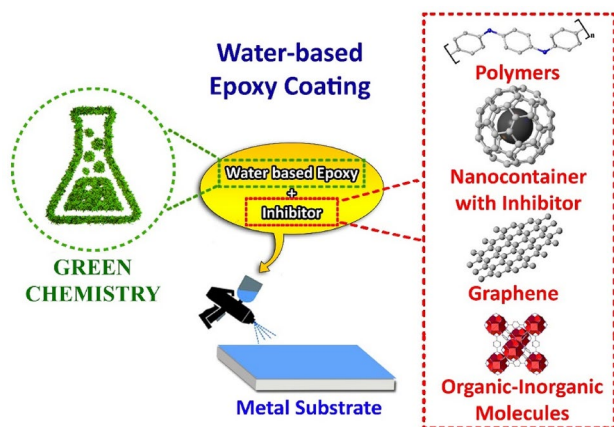 Water-based
Epoxy Coating
Water based Epoxy
+
Inhibitor
GREEN
CHEMISTRY
Metal Substrate
n
Polymers
Nanocontainer
with Inhibitor
Graphene
Organic-Inorganic
Molecules